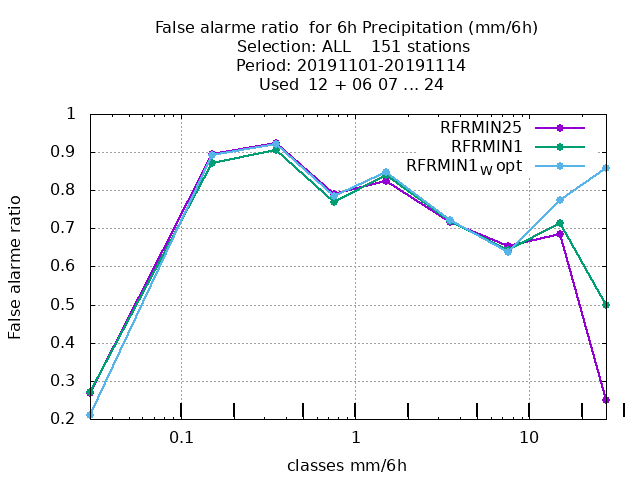 False alarme ratio  for 6h Precipitation (mm/6h)
Selection: ALL    151 stations
Period: 20191101-20191114
Used  12 + 06 07 ... 24
RFRMIN25
RFRMIN1
RFRMIN1W opt
1
0.9
0.8
0.7
0.6
0.5
0.4
0.3
0.2
False alarme ratio
0.1 1 10
classes mm/6h